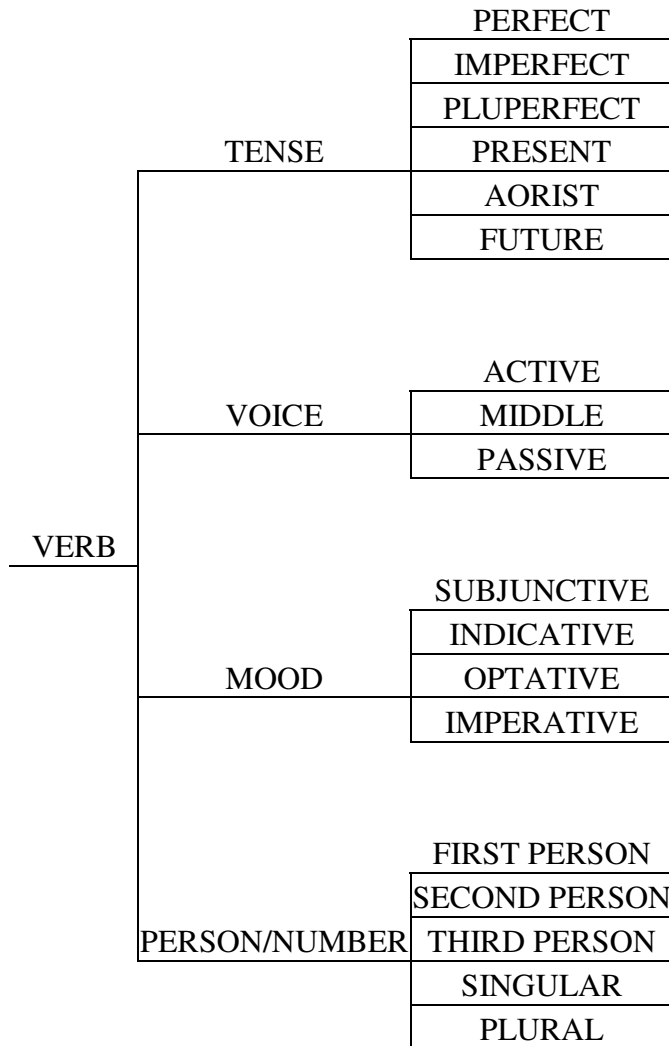 PERFECT
IMPERFECT
PLUPERFECT
TENSE PRESENT
AORIST
FUTURE
ACTIVE
VOICE MIDDLE
PASSIVE
VERB
SUBJUNCTIVE
INDICATIVE
MOOD OPTATIVE
IMPERATIVE
FIRST PERSON
SECOND PERSON
PERSON/NUMBER THIRD PERSON
SINGULAR
PLURAL